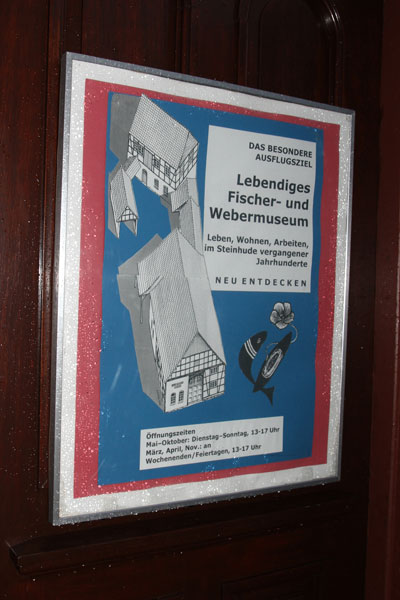 DAS BESONDERE
AUSFLUGSZIEL
Lebendiges
Fischer- und
Webermuseum
Leben, Wohnen, Arbeiten,
im Steinhude vergangener
Jahrhunderte
NEU ENTDECKEN
Öffnungszeiten
Mai-Oktober: Dienstag-Sonntag, 13-17 Uhr
März, April, Nov.: an
Wochenenden/Feiertagen, 13-17 Uhr